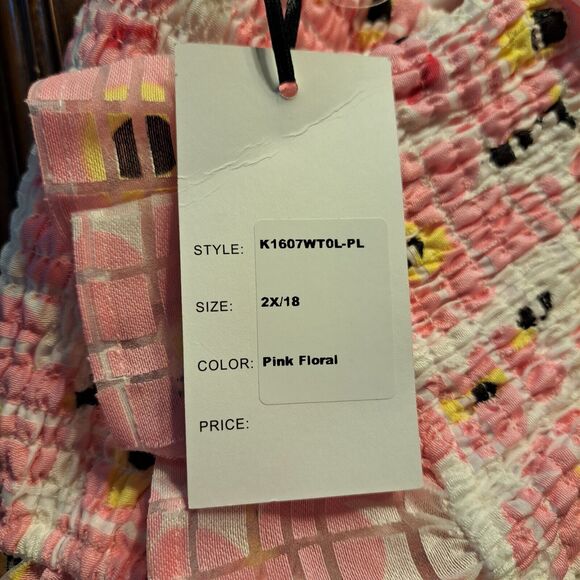 STYLE: K1607WT0L-PL
SIZE: 2X/18
COLOR: Pink Floral
PRICE: